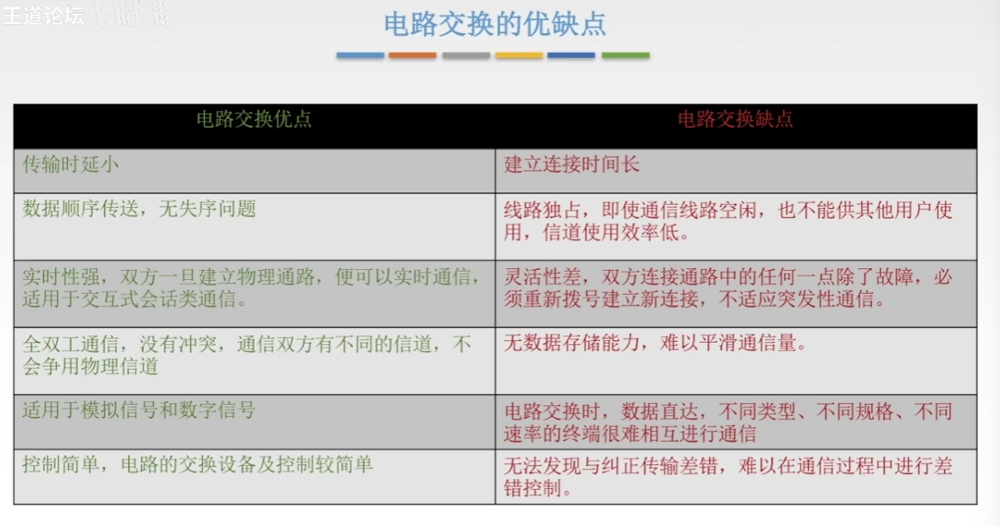 王道论坛 bilibili
电路交换的优缺点
电路交换优点
电路交换缺点
传输时延小
建立连接时间长
数据顺序传送，无失序问题
线路独占，即使通信线路空闲，也不能供其他用户使
用，信道使用效率低。
实时性强，双方一旦建立物理通路，便可以实时通信，
适用于交互式会话类通信。
灵活性差，双方连接通路中的任何一点除了故障，必
须重新拨号建立新连接，不适应突发性通信。
全双工通信，没有冲突，通信双方有不同的信道，不
会争用物理信道
无数据存储能力，难以平滑通信量。
适用于模拟信号和数字信号
电路交换时，数据直达，不同类型、不同规格、不同
速率的终端很难相互进行通信
控制简单，电路的交换设备及控制较简单
无法发现与纠正传输差错，难以在通信过程中进行差
错控制。